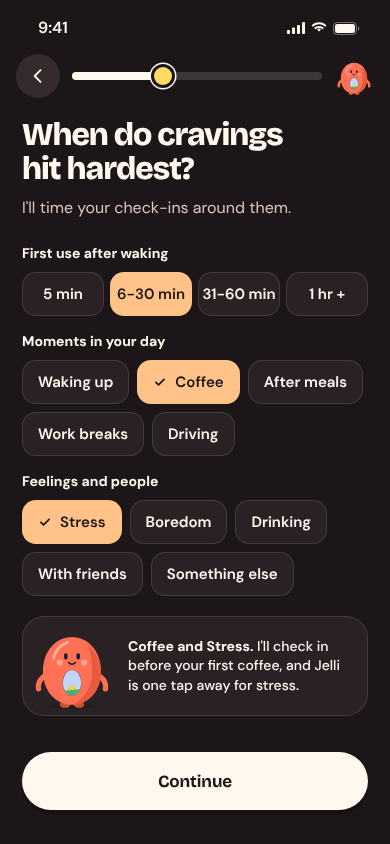 9:41
When do cravings
hit hardest?
I'll time your check-ins around them.
First use after waking
5 min
6–30 min
31–60 min
1 hr +
Moments in your day
Waking up
Coffee
After meals
Work breaks
Driving
Feelings and people
Stress
Boredom
Drinking
With friends
Something else
Coffee and Stress. I'll check in
before your first coffee, and Jelli
is one tap away for stress.
Continue